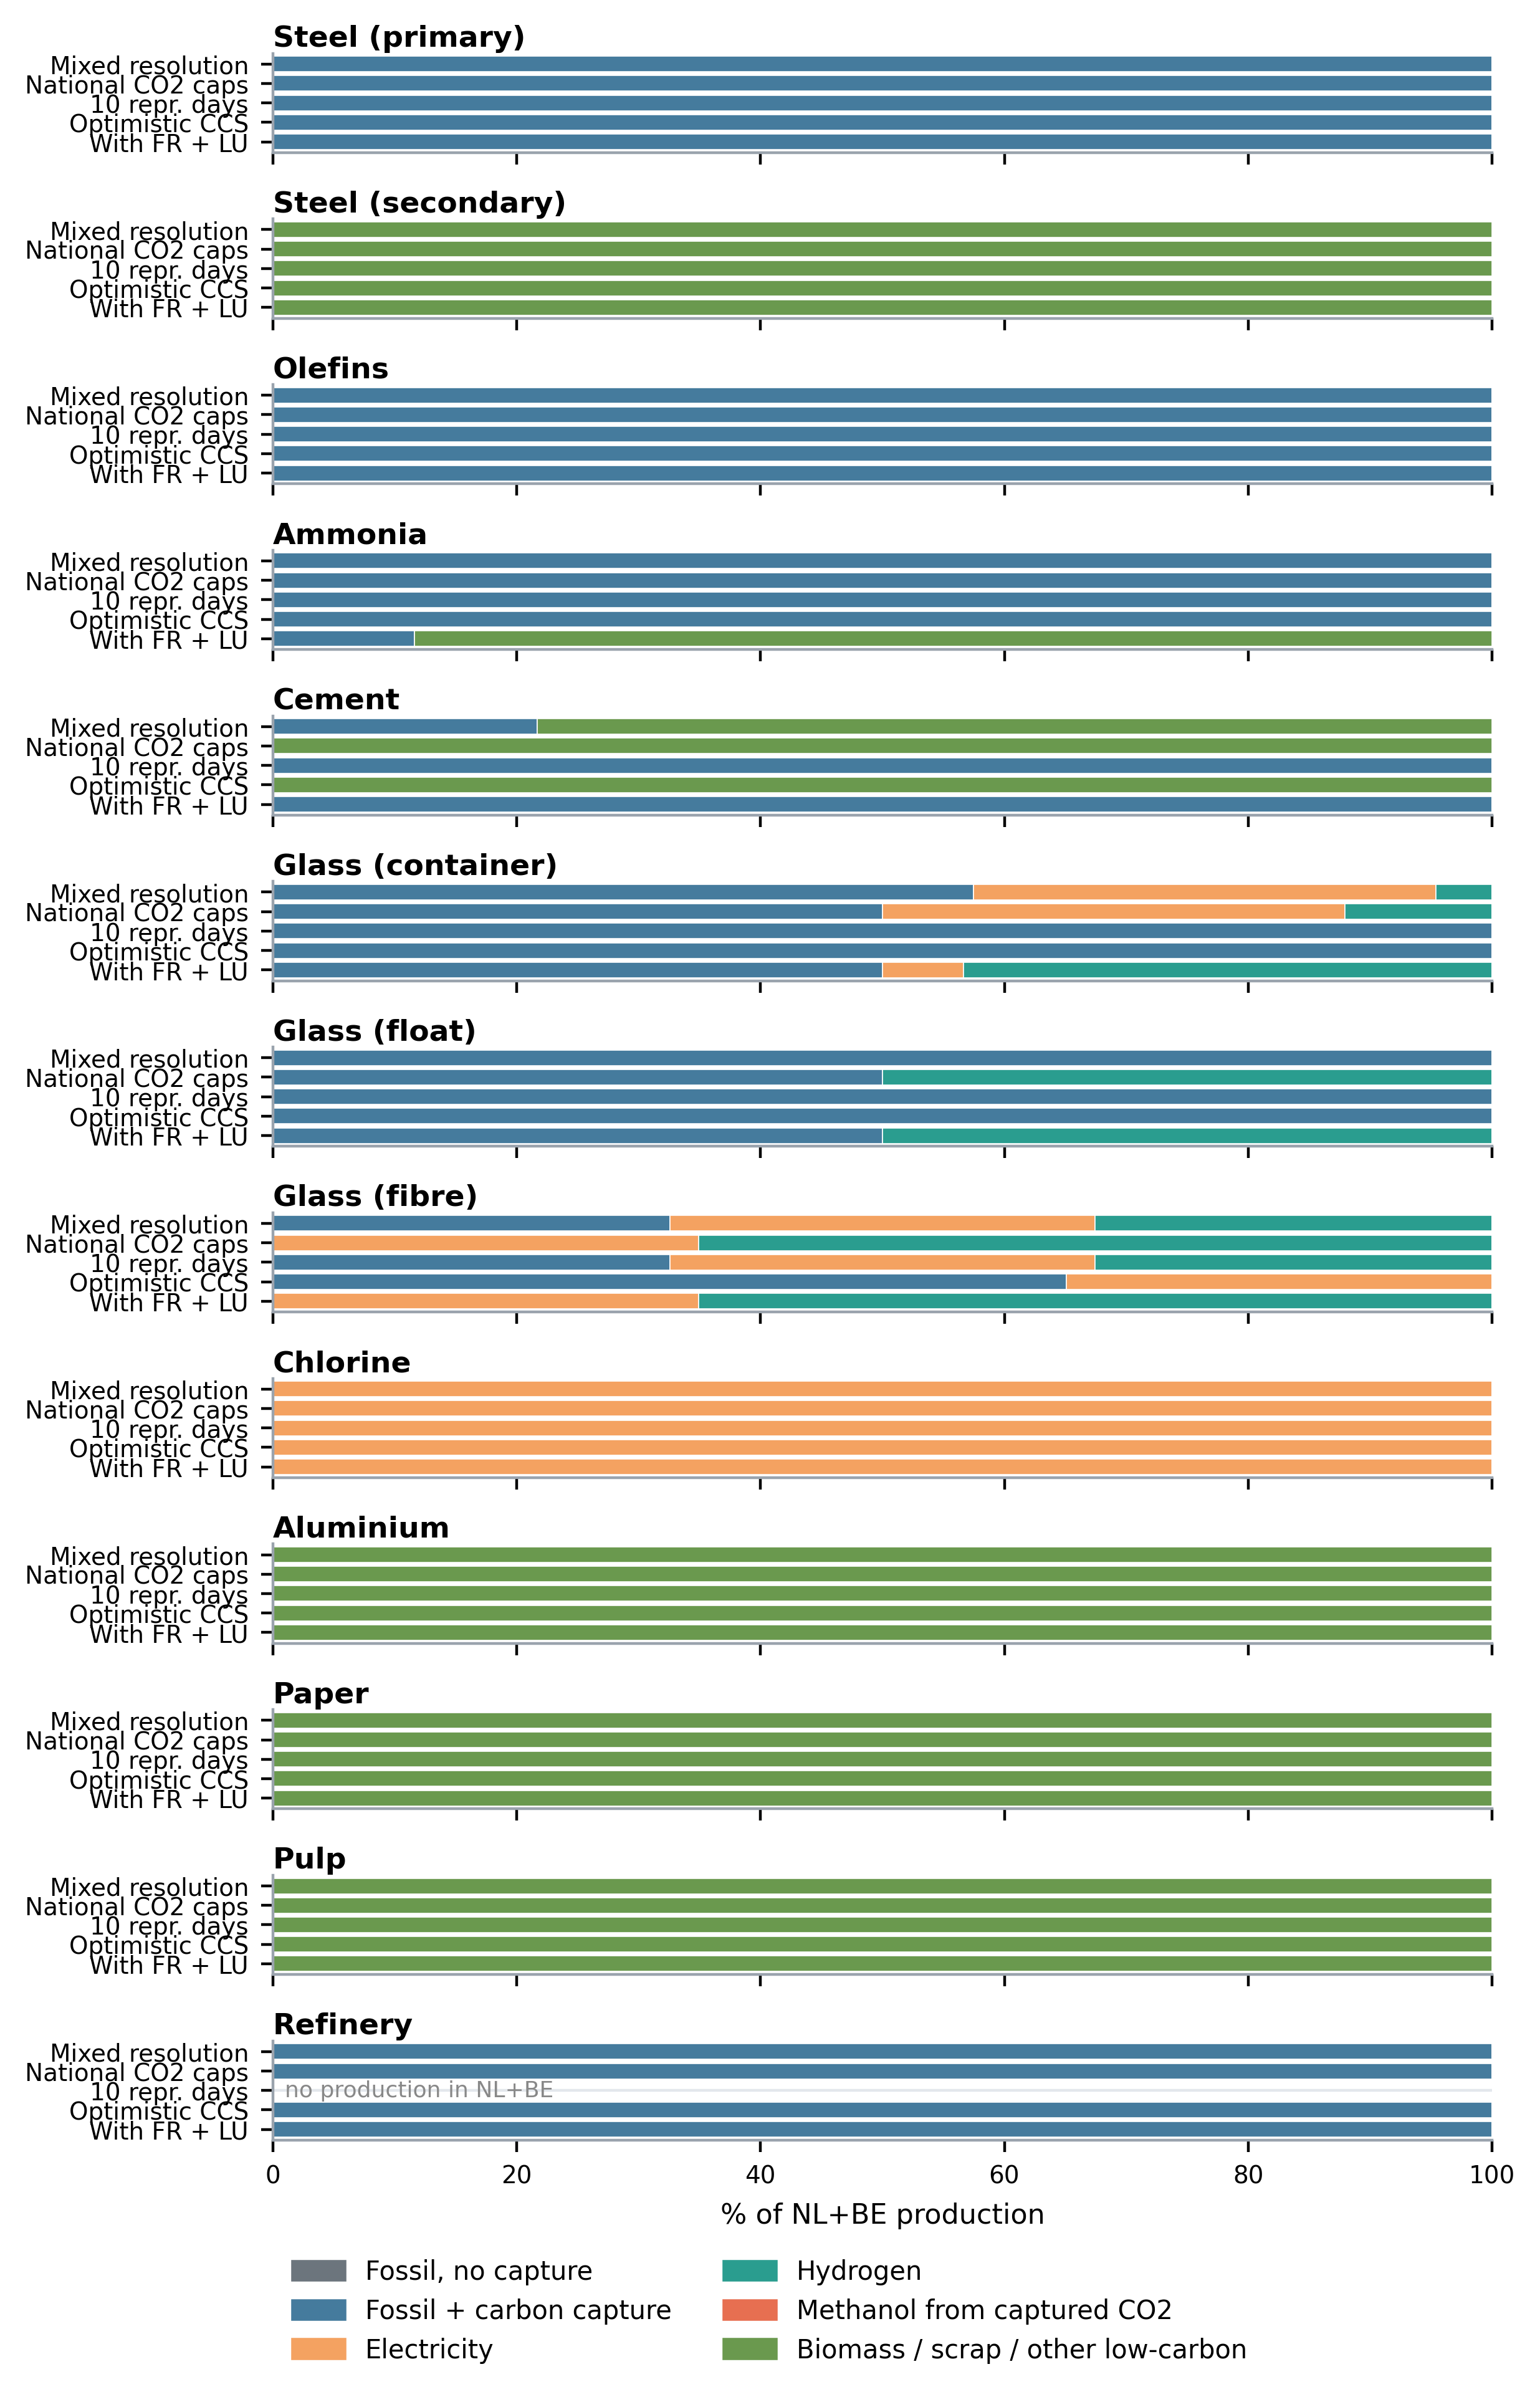 Steel (primary)
Mixed resolution
National CO2 caps
10 repr. days
Optimistic CCS
With FR + LU
Steel (secondary)
Mixed resolution
National CO2 caps
10 repr. days
Optimistic CCS
With FR + LU
Olefins
Mixed resolution
National CO2 caps
10 repr. days
Optimistic CCS
With FR + LU
Ammonia
Mixed resolution
National CO2 caps
10 repr. days
Optimistic CCS
With FR + LU
Cement
Mixed resolution
National CO2 caps
10 repr. days
Optimistic CCS
With FR + LU
Glass (container)
Mixed resolution
National CO2 caps
10 repr. days
Optimistic CCS
With FR + LU
Glass (float)
Mixed resolution
National CO2 caps
10 repr. days
Optimistic CCS
With FR + LU
Glass (fibre)
Mixed resolution
National CO2 caps
10 repr. days
Optimistic CCS
With FR + LU
Chlorine
Mixed resolution
National CO2 caps
10 repr. days
Optimistic CCS
With FR + LU
Aluminium
Mixed resolution
National CO2 caps
10 repr. days
Optimistic CCS
With FR + LU
Paper
Mixed resolution
National CO2 caps
10 repr. days
Optimistic CCS
With FR + LU
Pulp
Mixed resolution
National CO2 caps
10 repr. days
Optimistic CCS
With FR + LU
Refinery
Mixed resolution
National CO2 caps
10 repr. days no production in NL+BE
Optimistic CCS
With FR + LU
0 20 40 60 80 100
% of NL+BE production
Fossil, no capture
Fossil + carbon capture
Electricity
Hydrogen
Methanol from captured CO2
Biomass / scrap / other low-carbon